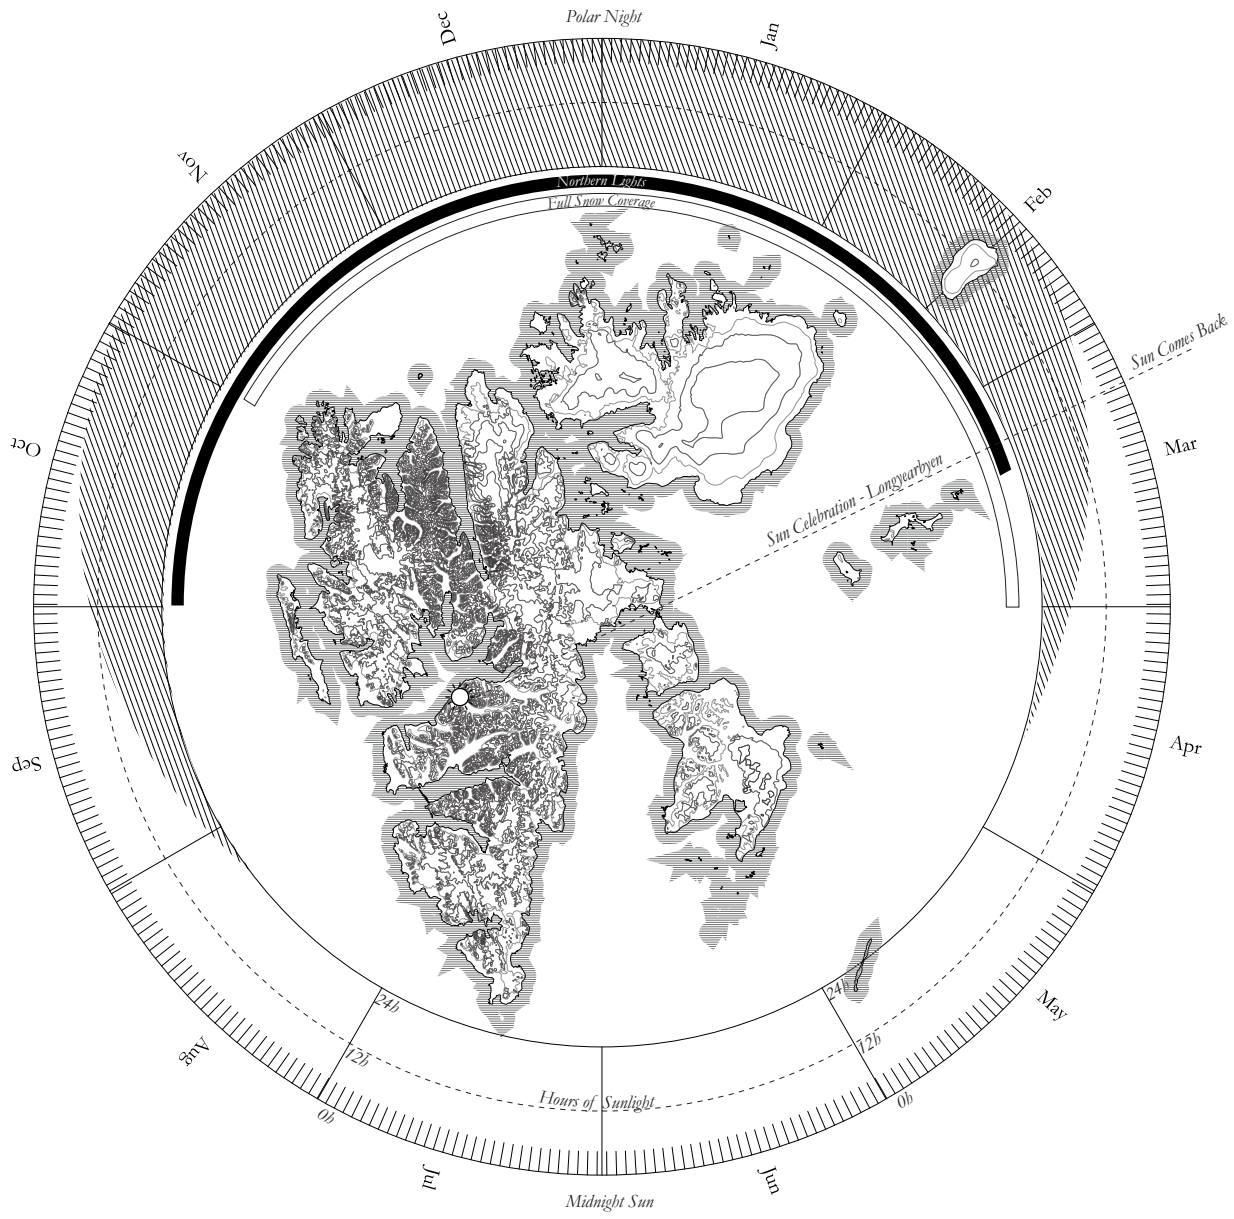 Polar Night
Dec
Jan
Nov
Feb
Northern Lights
Full Snow Coverage
Sun Comes Back
Oct
Mar
Sun Celebration - Longyearbyen
Sep
Apr
24h
24h
May
Aug
12h
12h
Hours of Sunlight
0h
0h
Jul
Jun
Midnight Sun